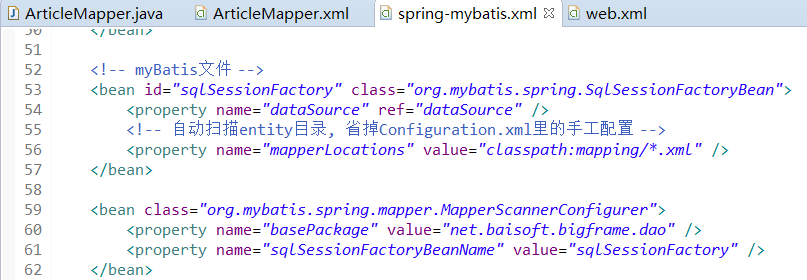 ArticleMapper.java ArticleMapper.xml spring-mybatis.xml web.xml
50 </bean>
51
52 <!-- myBatis文件 -->
53 <bean id="sqlSessionFactory" class="org.mybatis.spring.SqlSessionFactoryBean">
54 <property name="dataSource" ref="dataSource" />
55 <!-- 自动扫描entity目录, 省掉Configuration.xml里的手工配置 -->
56 <property name="mapperLocations" value="classpath:mapping/*.xml" />
57 </bean>
58
59 <bean class="org.mybatis.spring.mapper.MapperScannerConfigurer">
60 <property name="basePackage" value="net.baisoft.bigframe.dao" />
61 <property name="sqlSessionFactoryBeanName" value="sqlSessionFactory" />
62 </bean>